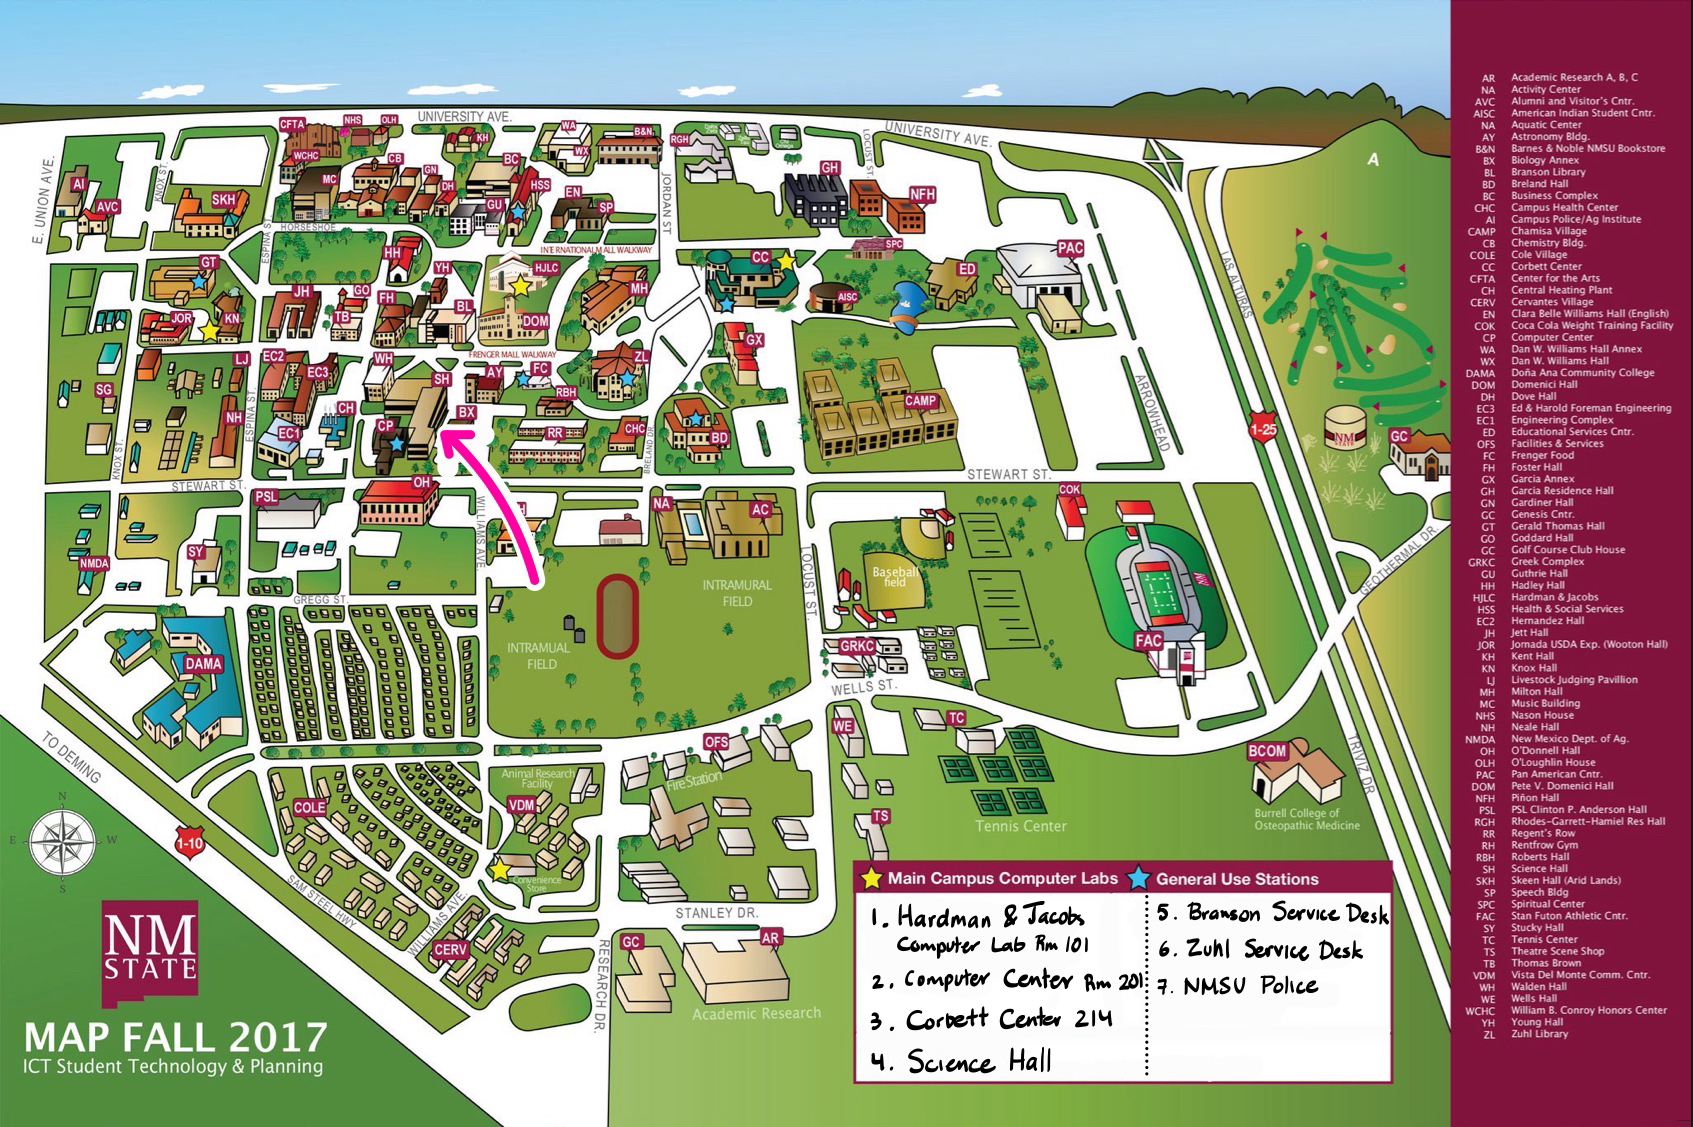 UNIVERSITY AVE.
UNIVERSITY AVE.
E. UNION AVE.
KNOX ST.
ESPINA ST.
HORSESHOE
JORDAN ST
LOCUST ST.
A
CFTA
NHS
OLH
KH
WA
WX
B&N
RGH
WCHC
CB
GN
BC
MC
DH
HSS
GU
EN
SP
GH
NFH
AI
AVC
SKH
INTERNATIONAL MALL WALKWAY
SPC
PAC
HH
GT
YH
HJLC
CC
ED
JH
GO
FH
TB
BL
MH
AISC
LAS ALTURAS
JOR
KN
DOM
GX
FRENGER MALL WALKWAY
LJ
EC2
EC3
WH
SH
AY
FC
ZL
SG
RBH
CAMP
ARROWHEAD
NH
CH
CP
BX
EC1
RR
CHC
BD
I-25
NM
STATE
GC
KNOX ST.
ESPINA ST.
BRELAND DR.
STEWART ST.
STEWART ST.
PSL
OH
H
WILLIAMS AVE.
NA
AC
COK
NMDA
SY
GREGG ST.
LOCUST ST.
Baseball
field
INTRAMURAL
FIELD
INTRAMUAL
FIELD
GEOTHERMAL DR.
FAC
DAMA
GRKC
WELLS ST.
TO DEMING
WE
TC
OFS
Fire Station
BCOM
TRIVIZ DR
Animal Research
Facility
COLE
VDM
TS
Tennis Center
Burrell College of
Osteopathic Medicine
N
E
W
S
I-10
Convenience
Store
SAM STEEL HWY
WILLIAMS AVE.
CERV
STANLEY DR.
RESEARCH DR.
GC
AR
Academic Research
NM
STATE
MAP FALL 2017
ICT Student Technology & Planning
Main Campus Computer Labs
1. Hardman & Jacobs
Computer Lab Rm 101
2. Computer Center Rm 201
3. Corbett Center 214
4. Science Hall
General Use Stations
5. Branson Service Desk
6. Zuhl Service Desk
7. NMSU Police
AR Academic Research A, B, C
NA Activity Center
AVC Alumni and Visitor's Cntr.
AISC American Indian Student Cntr.
NA Aquatic Center
AY Astronomy Bldg.
B&N Barnes & Noble NMSU Bookstore
BX Biology Annex
BL Branson Library
BD Breland Hall
BC Business Complex
CHC Campus Health Center
AI Campus Police/Ag Institute
CAMP Chamisa Village
CB Chemistry Bldg.
COLE Cole Village
CC Corbett Center
CFTA Center for the Arts
CH Central Heating Plant
CERV Cervantes Village
EN Clara Belle Williams Hall (English)
COK Coca Cola Weight Training Facility
CP Computer Center
WA Dan W. Williams Hall Annex
WX Dan W. Williams Hall
DAMA Doña Ana Community College
DOM Domenici Hall
DH Dove Hall
EC3 Ed & Harold Foreman Engineering
EC1 Engineering Complex
ED Educational Services Cntr.
OFS Facilities & Services
FC Frenger Food
FH Foster Hall
GX Garcia Annex
GH Garcia Residence Hall
GN Gardiner Hall
GC Genesis Cntr.
GT Gerald Thomas Hall
GO Goddard Hall
GC Golf Course Club House
GRKC Greek Complex
GU Guthrie Hall
HH Hadley Hall
HJLC Hardman & Jacobs
HSS Health & Social Services
EC2 Hernandez Hall
JH Jett Hall
JOR Jornada USDA Exp. (Wooton Hall)
KH Kent Hall
KN Knox Hall
LJ Livestock Judging Pavillion
MH Milton Hall
MC Music Building
NHS Nason House
NH Neale Hall
NMDA New Mexico Dept. of Ag.
OH O'Donnell Hall
OLH O'Loughlin House
PAC Pan American Cntr.
DOM Pete V. Domenici Hall
NFH Piñon Hall
PSL PSL Clinton P. Anderson Hall
RGH Rhodes-Garrett-Hamiel Res Hall
RR Regent's Row
RH Rentfrow Gym
RBH Roberts Hall
SH Science Hall
SKH Skeen Hall (Arid Lands)
SP Speech Bldg
SPC Spiritual Center
FAC Stan Futon Athletic Cntr.
SY Stucky Hall
TC Tennis Center
TS Theatre Scene Shop
TB Thomas Brown
VDM Vista Del Monte Comm. Cntr.
WH Walden Hall
WE Wells Hall
WCHC William B. Conroy Honors Center
YH Young Hall
ZL Zuhl Library